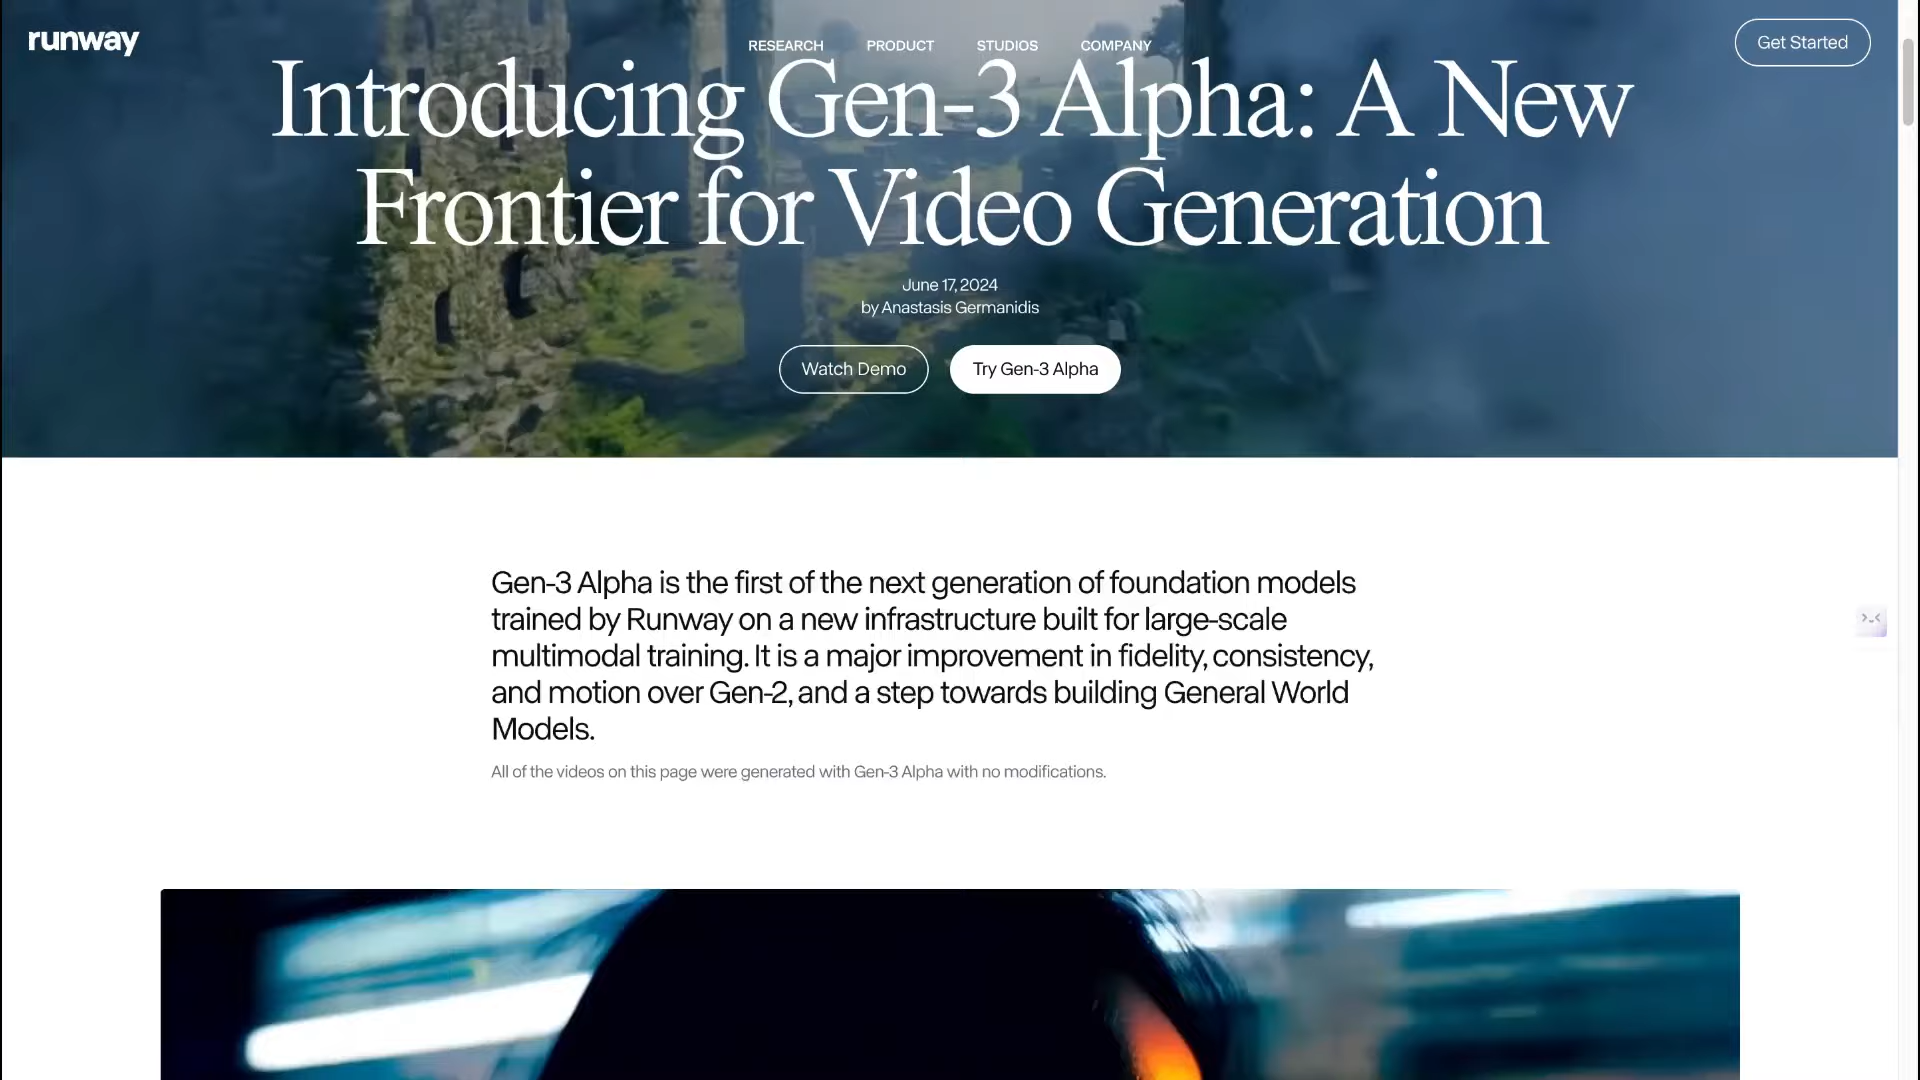 runway
RESEARCH PRODUCT STUDIOS COMPANY
Get Started
Introducing Gen-3 Alpha: A New
Frontier for Video Generation
June 17, 2024
by Anastasis Germanidis
Watch Demo
Try Gen-3 Alpha
Gen-3 Alpha is the first of the next generation of foundation models
trained by Runway on a new infrastructure built for large-scale
multimodal training. It is a major improvement in fidelity, consistency,
and motion over Gen-2, and a step towards building General World
Models.
All of the videos on this page were generated with Gen-3 Alpha with no modifications.